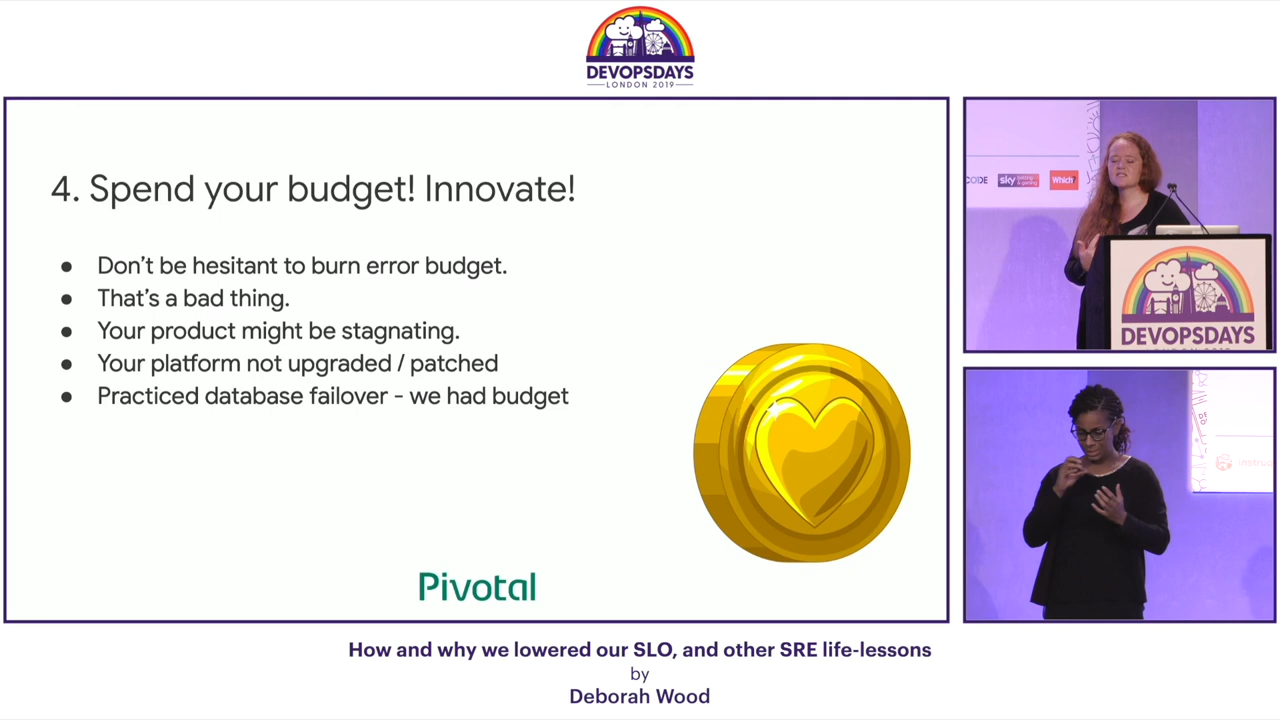 DEVOPSDAYS
LONDON 2019
4. Spend your budget! Innovate!
● Don't be hesitant to burn error budget.
● That's a bad thing.
● Your product might be stagnating.
● Your platform not upgraded / patched
● Practiced database failover - we had budget
Pivotal
CODE
sky betting & gaming
Which?
DEVOPSDAYS
How and why we lowered our SLO, and other SRE life-lessons
by
Deborah Wood